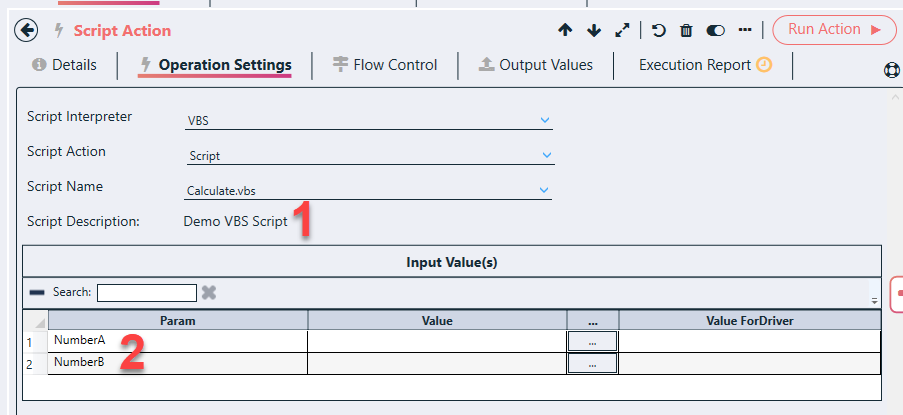 Script Action
Run Action
Details
Operation Settings
Flow Control
Output Values
Execution Report
Script Interpreter VBS
Script Action Script
Script Name Calculate.vbs
Script Description: Demo VBS Script 1
Input Value(s)
Search:
Param Value ... Value ForDriver
1 NumberA ...
2 NumberB ...
2